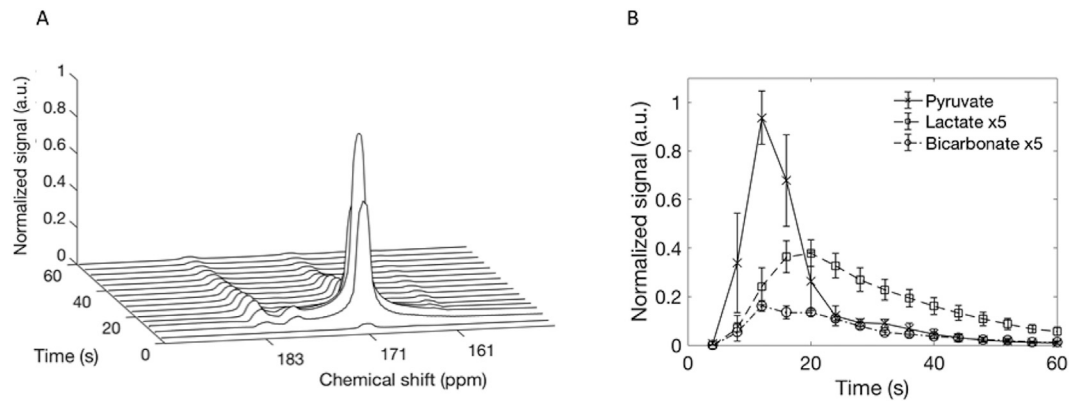 A
Normalized signal (a.u.)
1
0.8
0.6
0.4
0.2
0
60
40
20
0
Time (s)
183
171
161
Chemical shift (ppm)
B
Normalized signal (a.u.)
1
0.8
0.6
0.4
0.2
0
Pyruvate
Lactate x5
Bicarbonate x5
0
20
40
60
Time (s)